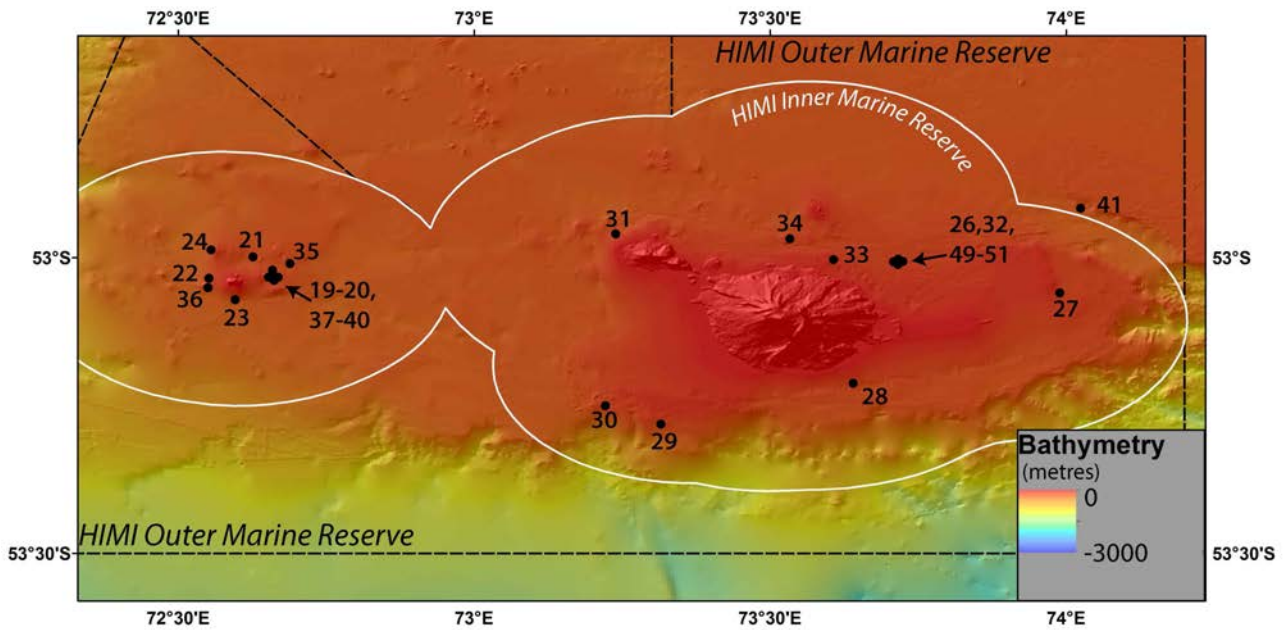 72°30'E 73°E 73°30'E 74°E
HIMI Outer Marine Reserve
HIMI Inner Marine Reserve
31 34 41
24 21 35 33 26,32,
53°S 49-51 53°S
22 19-20, 27
36 23 37-40
28
30 29
Bathymetry
(metres)
0
-3000
HIMI Outer Marine Reserve
53°30'S 53°30'S
72°30'E 73°E 73°30'E 74°E